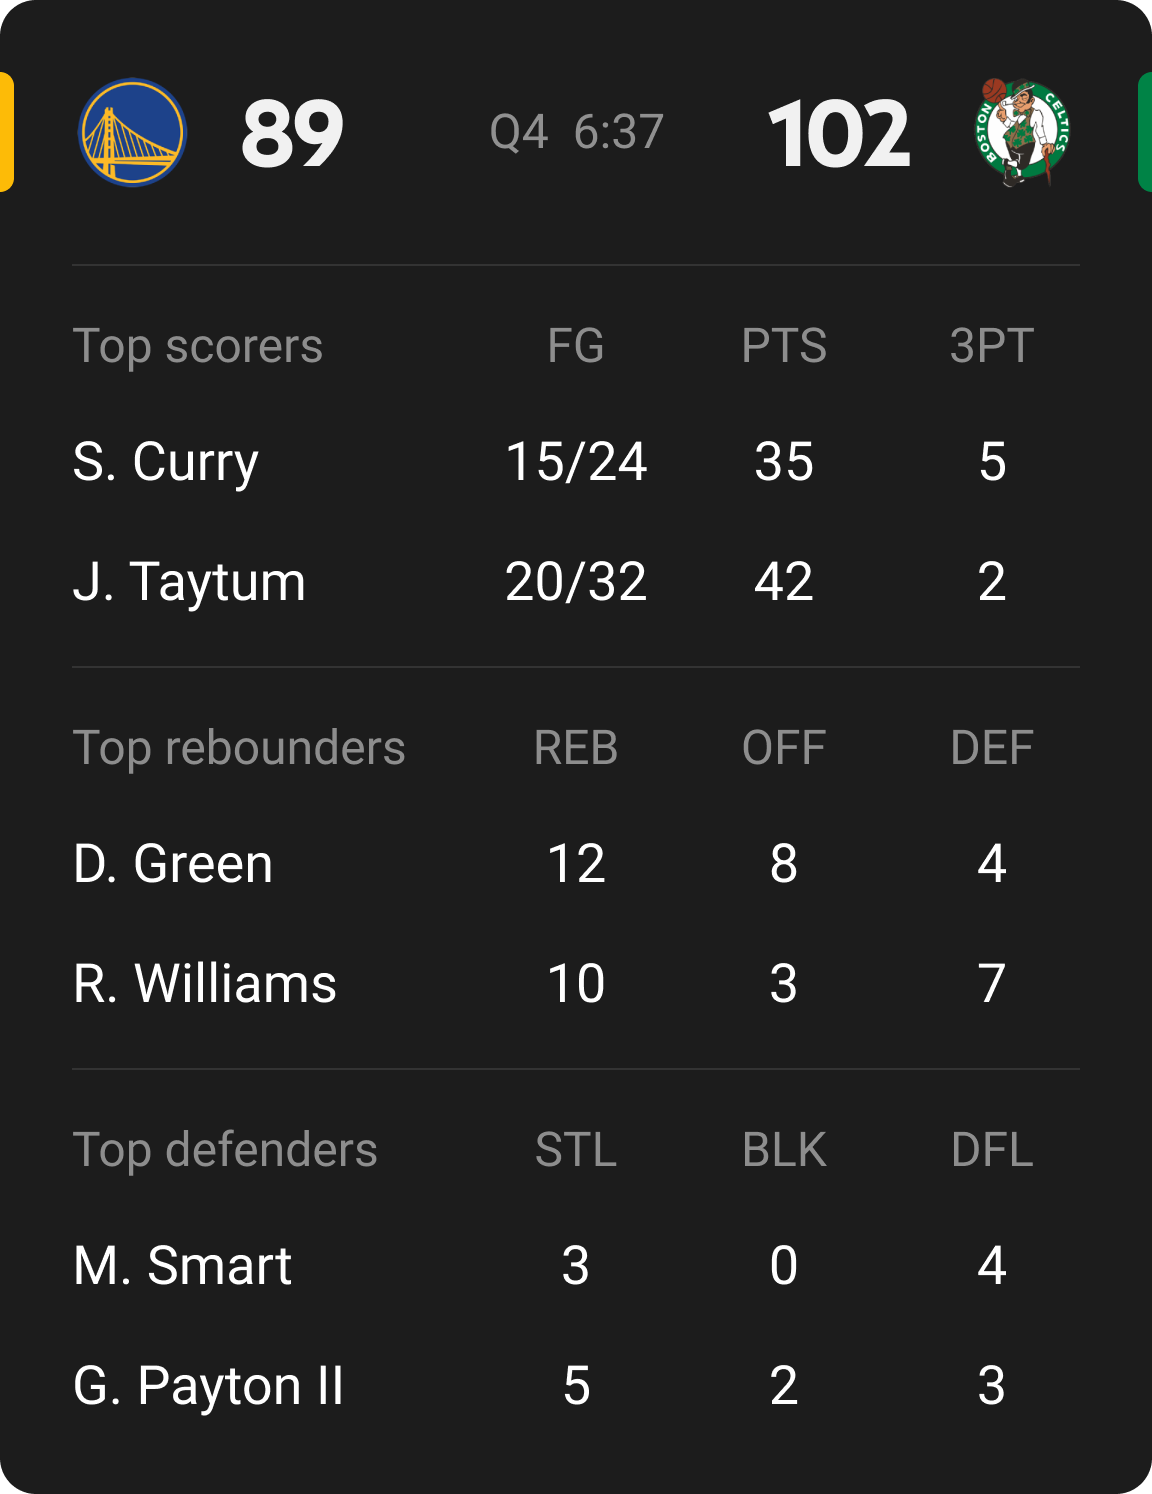 89 Q4 6:37 102
BOSTON CELTICS
Top scorers FG PTS 3PT
S. Curry 15/24 35 5
J. Taytum 20/32 42 2
Top rebounders REB OFF DEF
D. Green 12 8 4
R. Williams 10 3 7
Top defenders STL BLK DFL
M. Smart 3 0 4
G. Payton II 5 2 3